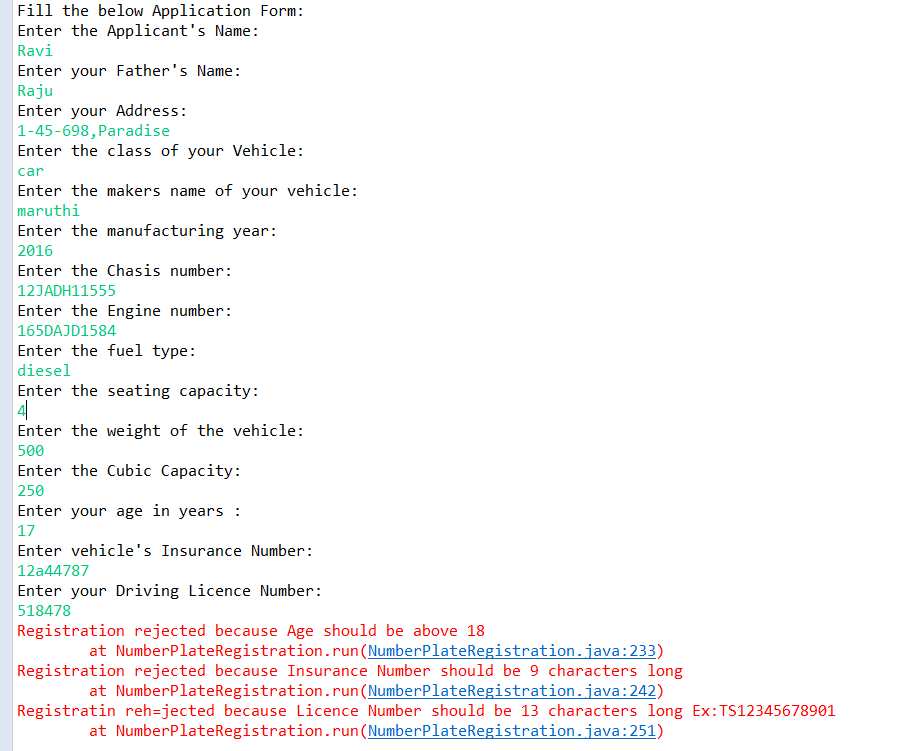 Fill the below Application Form:
Enter the Applicant's Name:
Ravi
Enter your Father's Name:
Raju
Enter your Address:
1-45-698,Paradise
Enter the class of your Vehicle:
car
Enter the makers name of your vehicle:
maruthi
Enter the manufacturing year:
2016
Enter the Chasis number:
12JADH11555
Enter the Engine number:
165DAJD1584
Enter the fuel type:
diesel
Enter the seating capacity:
4
Enter the weight of the vehicle:
500
Enter the Cubic Capacity:
250
Enter your age in years :
17
Enter vehicle's Insurance Number:
12a44787
Enter your Driving Licence Number:
518478
Registration rejected because Age should be above 18
at NumberPlateRegistration.run(NumberPlateRegistration.java:233)
Registration rejected because Insurance Number should be 9 characters long
at NumberPlateRegistration.run(NumberPlateRegistration.java:242)
Registratin reh=jected because Licence Number should be 13 characters long Ex:TS12345678901
at NumberPlateRegistration.run(NumberPlateRegistration.java:251)